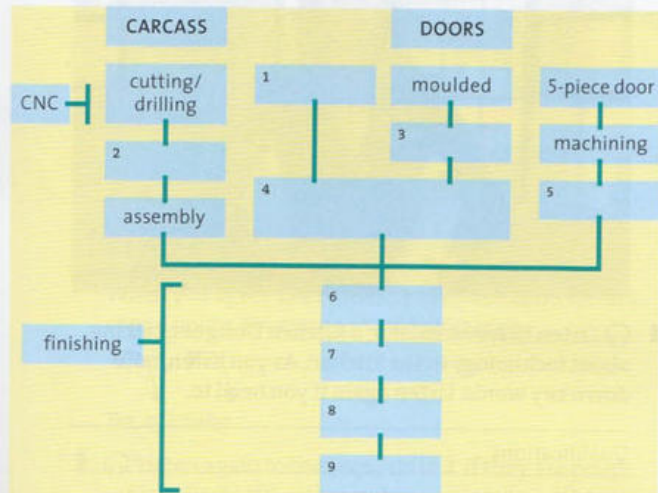 CARCASS
DOORS
CNC
cutting/
drilling
1
moulded
5-piece door
2
3
machining
4
5
assembly
6
finishing
7
8
9